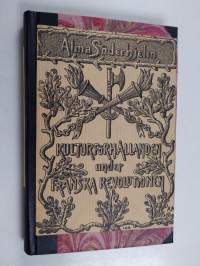 Alma Söderhjelm
KULTURFÖRHÅLLANDEN
under
FRANSKA REVOLUTIONEN